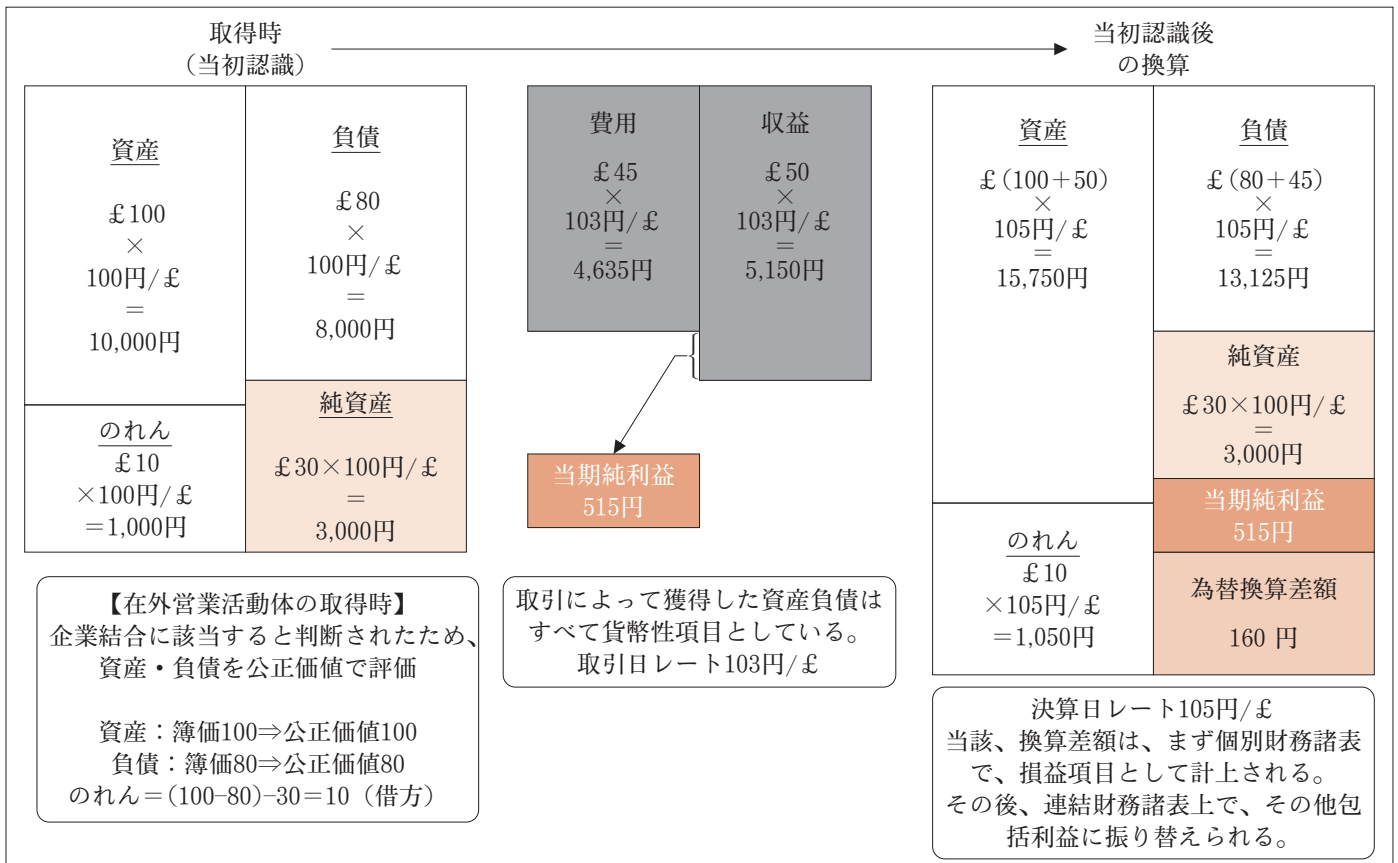 取得時
（当初認識）
当初認識後
の換算
資産
£100
×
100円/£
=
10,000円
のれん
£10
×100円/£
=1,000円
負債
£80
×
100円/£
=
8,000円
純資産
£30×100円/£
=
3,000円
【在外営業活動体の取得時】
企業結合に該当すると判断されたため、
資産・負債を公正価値で評価
資産：簿価100⇒公正価値100
負債：簿価80⇒公正価値80
のれん＝(100−80)−30＝10（借方）
費用
£45
×
103円/£
=
4,635円
収益
£50
×
103円/£
=
5,150円
{
当期純利益
515円
取引によって獲得した資産負債は
すべて貨幣性項目としている。
取引日レート103円/£
資産
£(100+50)
×
105円/£
=
15,750円
のれん
£10
×105円/£
=1,050円
負債
£(80+45)
×
105円/£
=
13,125円
純資産
£30×100円/£
=
3,000円
当期純利益
515円
為替換算差額
160 円
決算日レート105円/£
当該、換算差額は、まず個別財務諸表
で、損益項目として計上される。
その後、連結財務諸表上で、その他包
括利益に振り替えられる。